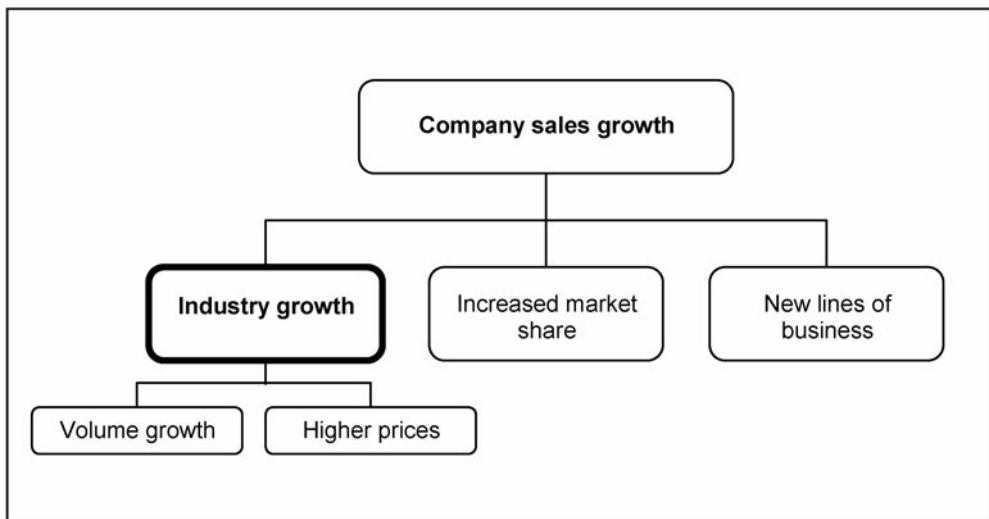 Company sales growth
Industry growth
Increased market
share
New lines of
business
Volume growth
Higher prices